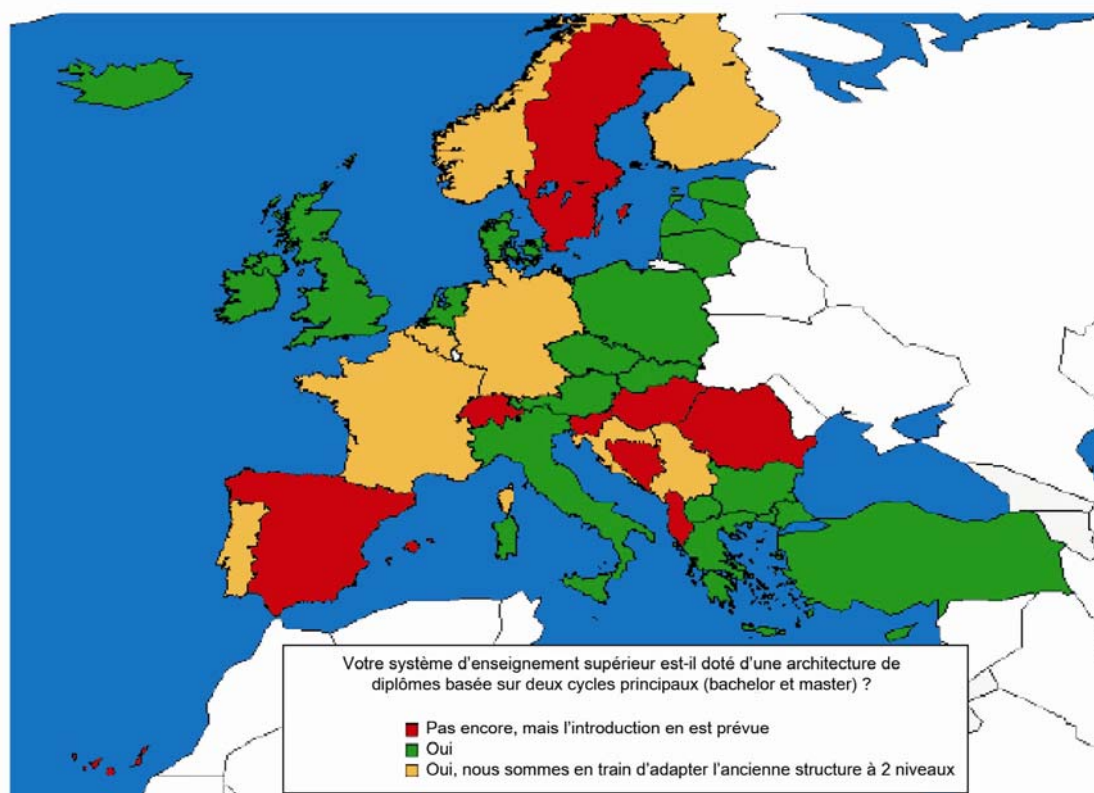 Votre système d'enseignement supérieur est-il doté d'une architecture de
diplômes basée sur deux cycles principaux (bachelor et master) ?
Pas encore, mais l'introduction en est prévue
Oui
Oui, nous sommes en train d'adapter l'ancienne structure à 2 niveaux